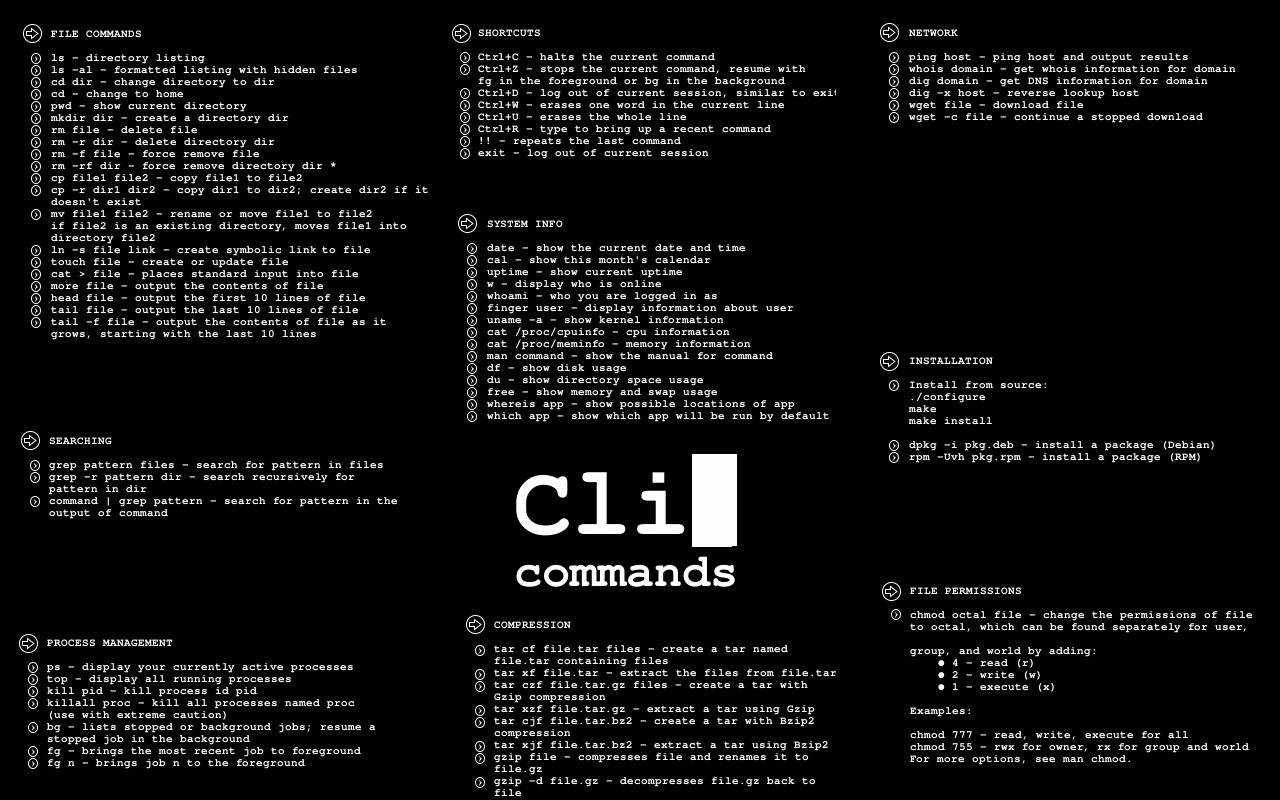 FILE COMMANDS
ls - directory listing
ls -al - formatted listing with hidden files
cd dir - change directory to dir
cd - change to home
pwd - show current directory
mkdir dir - create a directory dir
rm file - delete file
rm -r dir - delete directory dir
rm -f file - force remove file
rm -rf dir - force remove directory dir *
cp file1 file2 - copy file1 to file2
cp -r dir1 dir2 - copy dir1 to dir2; create dir2 if it
doesn't exist
mv file1 file2 - rename or move file1 to file2
if file2 is an existing directory, moves file1 into
directory file2
ln -s file link - create symbolic link to file
touch file - create or update file
cat > file - places standard input into file
more file - output the contents of file
head file - output the first 10 lines of file
tail file - output the last 10 lines of file
tail -f file - output the contents of file as it
grows, starting with the last 10 lines
SEARCHING
grep pattern files - search for pattern in files
grep -r pattern dir - search recursively for
pattern in dir
command | grep pattern - search for pattern in the
output of command
PROCESS MANAGEMENT
ps - display your currently active processes
top - display all running processes
kill pid - kill process id pid
killall proc - kill all processes named proc
(use with extreme caution)
bg - lists stopped or background jobs; resume a
stopped job in the background
fg - brings the most recent job to foreground
fg n - brings job n to the foreground
SHORTCUTS
Ctrl+C - halts the current command
Ctrl+Z - stops the current command, resume with
fg in the foreground or bg in the background
Ctrl+D - log out of current session, similar to exit
Ctrl+W - erases one word in the current line
Ctrl+U - erases the whole line
Ctrl+R - type to bring up a recent command
!! - repeats the last command
exit - log out of current session
SYSTEM INFO
date - show the current date and time
cal - show this month's calendar
uptime - show current uptime
w - display who is online
whoami - who you are logged in as
finger user - display information about user
uname -a - show kernel information
cat /proc/cpuinfo - cpu information
cat /proc/meminfo - memory information
man command - show the manual for command
df - show disk usage
du - show directory space usage
free - show memory and swap usage
whereis app - show possible locations of app
which app - show which app will be run by default
Cli
commands
COMPRESSION
tar cf file.tar files - create a tar named
file.tar containing files
tar xf file.tar - extract the files from file.tar
tar czf file.tar.gz files - create a tar with
Gzip compression
tar xzf file.tar.gz - extract a tar using Gzip
tar cjf file.tar.bz2 - create a tar with Bzip2
compression
tar xjf file.tar.bz2 - extract a tar using Bzip2
gzip file - compresses file and renames it to
file.gz
gzip -d file.gz - decompresses file.gz back to
file
NETWORK
ping host - ping host and output results
whois domain - get whois information for domain
dig domain - get DNS information for domain
dig -x host - reverse lookup host
wget file - download file
wget -c file - continue a stopped download
INSTALLATION
Install from source:
./configure
make
make install
dpkg -i pkg.deb - install a package (Debian)
rpm -Uvh pkg.rpm - install a package (RPM)
FILE PERMISSIONS
chmod octal file - change the permissions of file
to octal, which can be found separately for user,
group, and world by adding:
● 4 - read (r)
● 2 - write (w)
● 1 - execute (x)
Examples:
chmod 777 - read, write, execute for all
chmod 755 - rwx for owner, rx for group and world
For more options, see man chmod.